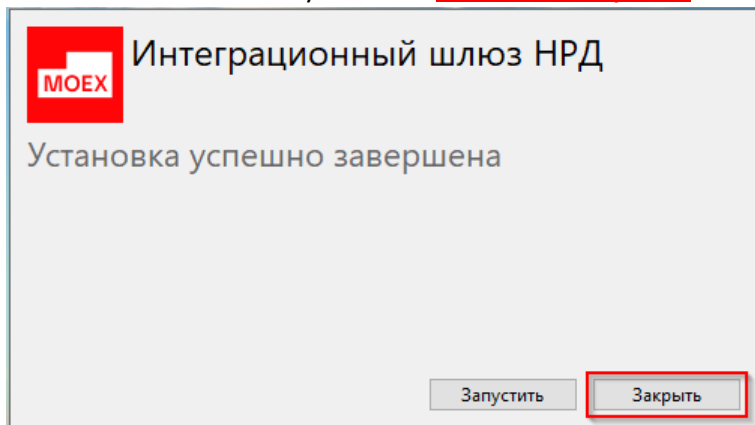 Интеграционный шлюз НРД
MOEX
Установка успешно завершена
Запустить
Закрыть